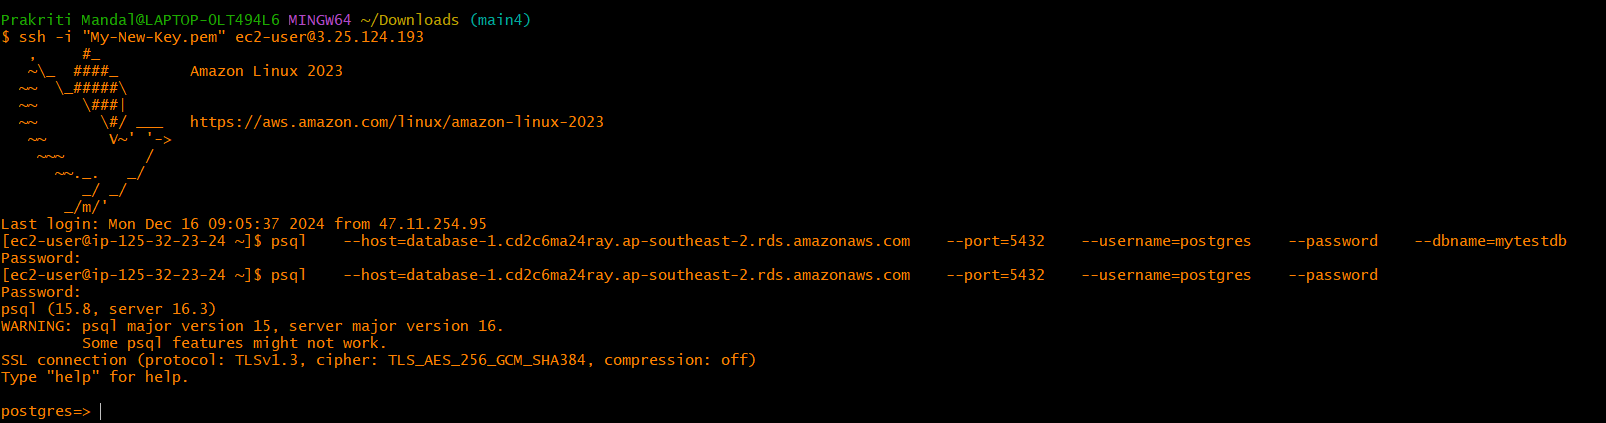 Prakriti Mandal@LAPTOP-OLT494L6 MINGW64 ~/Downloads (main4)
$ ssh -i "My-New-Key.pem" ec2-user@3.25.124.193
   ,     #_
   ~\_  ####_        Amazon Linux 2023
  ~~  \_#####\
  ~~     \###|
  ~~       \#/ ___   https://aws.amazon.com/linux/amazon-linux-2023
   ~~       V~' '->
    ~~~         /
      ~~._.   _/
         _/ _/
       _/m/'
Last login: Mon Dec 16 09:05:37 2024 from 47.11.254.95
[ec2-user@ip-125-32-23-24 ~]$ psql    --host=database-1.cd2c6ma24ray.ap-southeast-2.rds.amazonaws.com    --port=5432    --username=postgres    --password    --dbname=mytestdb
Password:
[ec2-user@ip-125-32-23-24 ~]$ psql    --host=database-1.cd2c6ma24ray.ap-southeast-2.rds.amazonaws.com    --port=5432    --username=postgres    --password
Password:
psql (15.8, server 16.3)
WARNING: psql major version 15, server major version 16.
         Some psql features might not work.
SSL connection (protocol: TLSv1.3, cipher: TLS_AES_256_GCM_SHA384, compression: off)
Type "help" for help.
postgres=>